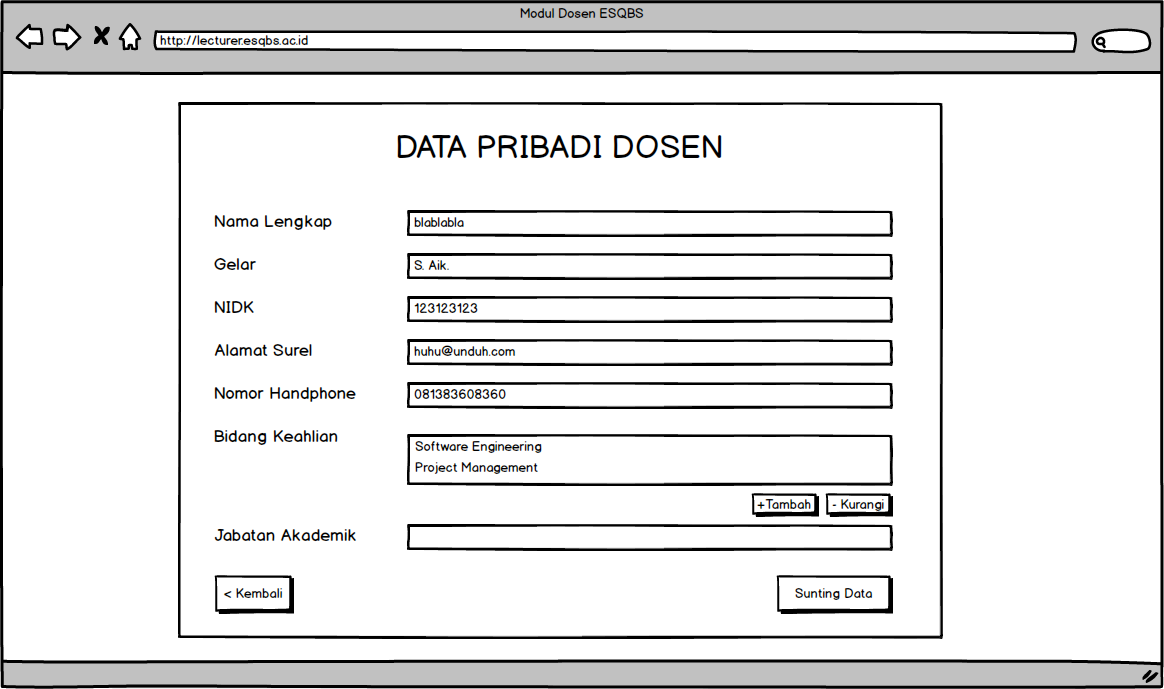 Modul Dosen ESQBS
http://lecturer.esqbs.ac.id
DATA PRIBADI DOSEN
Nama Lengkap blablabla
Gelar S. Aik.
NIDK 123123123
Alamat Surel huhu@unduh.com
Nomor Handphone 081383608360
Bidang Keahlian
Software Engineering
Project Management
+Tambah - Kurangi
Jabatan Akademik
< Kembali Sunting Data